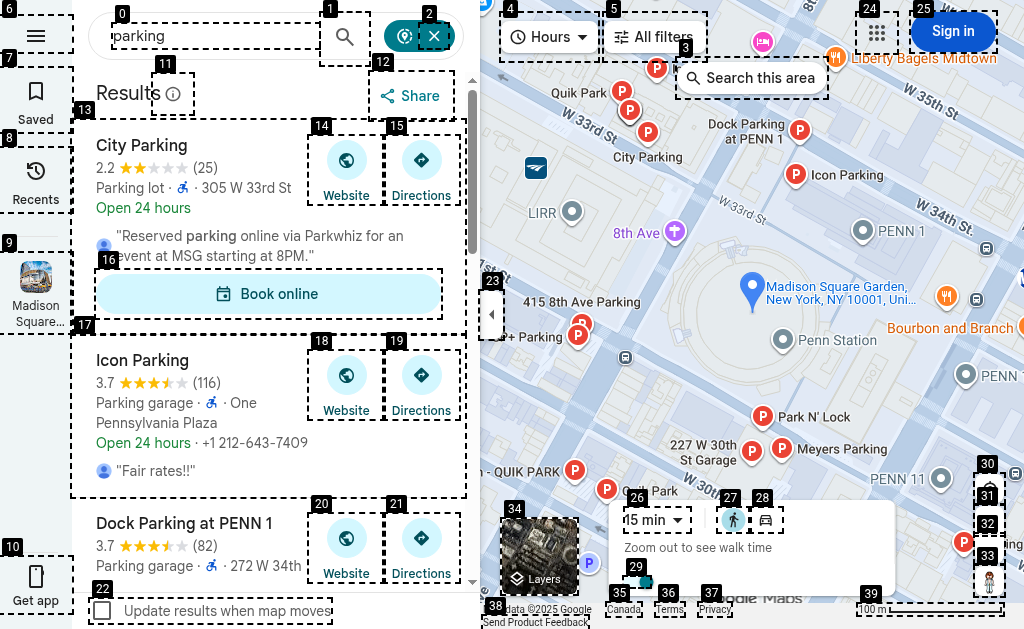 parking
Hours
All filters
Sign in
Search this area
Saved
Recents
Madison
Square...
Get app
Results
Share
City Parking
2.2 (25)
Parking lot · 305 W 33rd St
Open 24 hours
"Reserved parking online via Parkwhiz for an
event at MSG starting at 8PM."
Website
Directions
Book online
Icon Parking
3.7 (116)
Parking garage · One
Pennsylvania Plaza
Open 24 hours · +1 212-643-7409
"Fair rates!!"
Website
Directions
Dock Parking at PENN 1
3.7 (82)
Parking garage · 272 W 34th
Website
Directions
Update results when map moves
Liberty Bagels Midtown
W 35th St
Quik Park
W 33rd St
City Parking
Dock Parking
at PENN 1
Icon Parking
W 34th St
LIRR
W 33rd St
8th Ave
PENN 1
Madison Square Garden,
New York, NY 10001, Uni...
415 8th Ave Parking
P+ Parking
Bourbon and Branch
Penn Station
PENN
Park N' Lock
227 W 30th
St Garage
Meyers Parking
QUIK PARK
PENN 11
W 30th
Quik Park
15 min
Zoom out to see walk time
Layers
Google Maps
data ©2025 Google
Canada
Terms
Privacy
100 m
Send Product Feedback
0
1
2
3
4
5
6
7
8
9
10
11
12
13
14
15
16
17
18
19
20
21
22
23
24
25
26
27
28
29
30
31
32
33
34
35
36
37
38
39